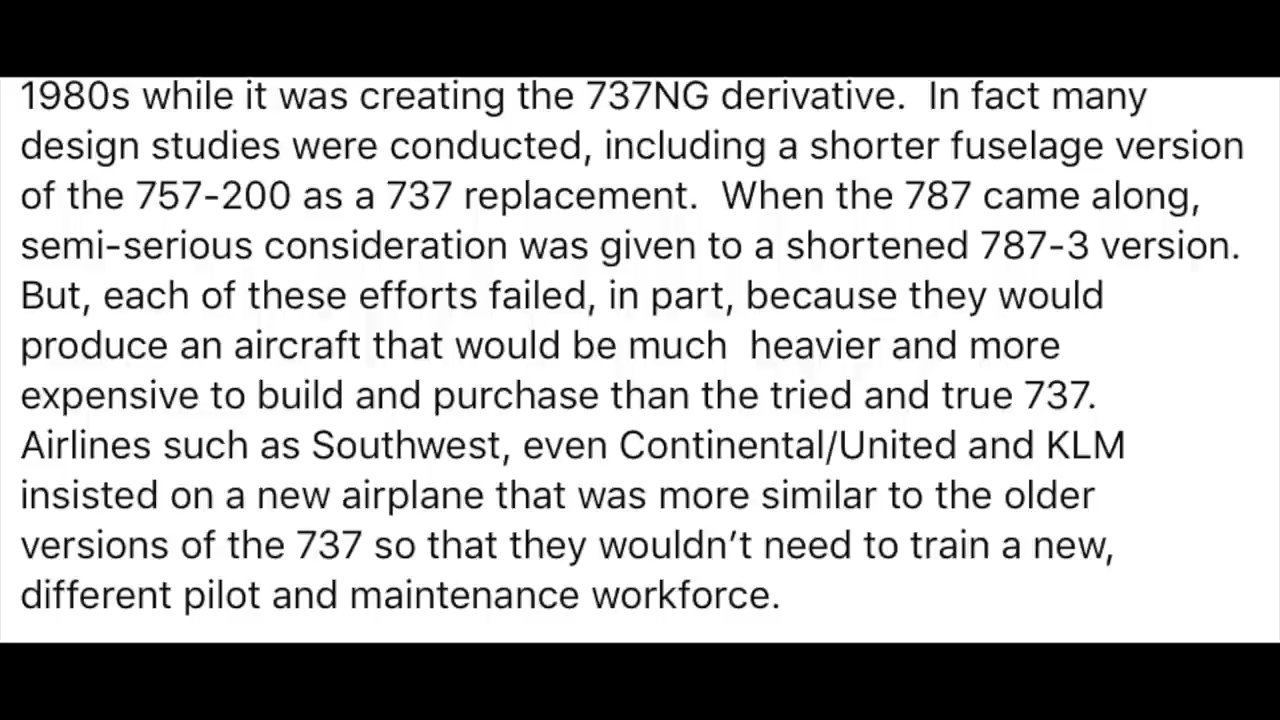 1980s while it was creating the 737NG derivative.  In fact many
design studies were conducted, including a shorter fuselage version
of the 757-200 as a 737 replacement.  When the 787 came along,
semi-serious consideration was given to a shortened 787-3 version.
But, each of these efforts failed, in part, because they would
produce an aircraft that would be much  heavier and more
expensive to build and purchase than the tried and true 737.
Airlines such as Southwest, even Continental/United and KLM
insisted on a new airplane that was more similar to the older
versions of the 737 so that they wouldn’t need to train a new,
different pilot and maintenance workforce.